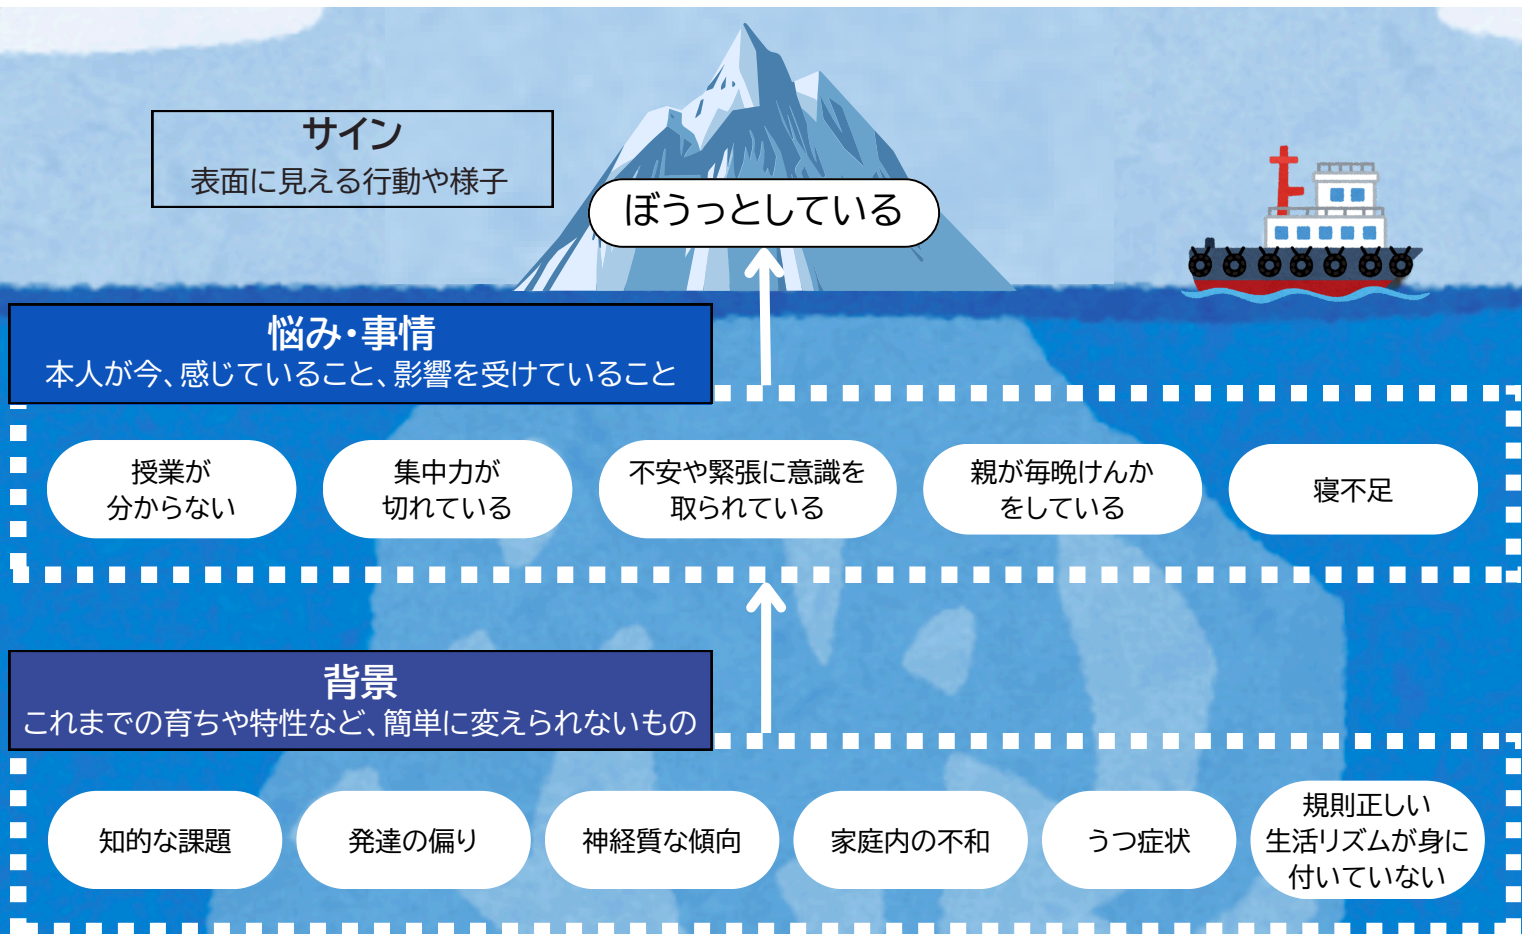 サイン
表面に見える行動や様子
ぼうっとしている
悩み・事情
本人が今、感じていること、影響を受けていること
授業が
分からない
集中力が
切れている
不安や緊張に意識を
取られている
親が毎晩けんか
をしている
寝不足
背景
これまでの育ちや特性など、簡単に変えられないもの
知的な課題
発達の偏り
神経質な傾向
家庭内の不和
うつ症状
規則正しい
生活リズムが身に
付いていない